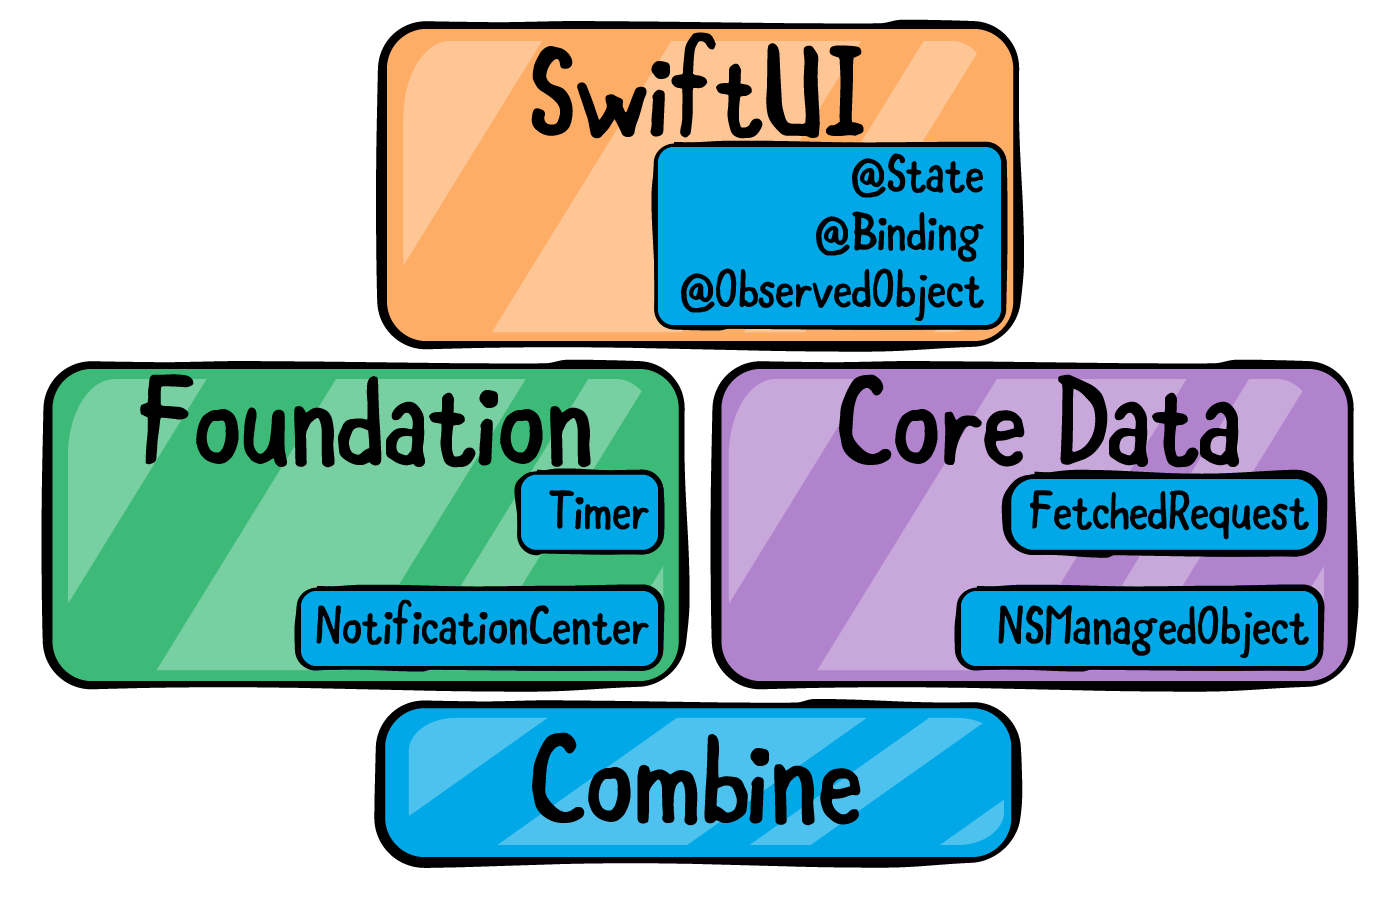 SwiftUI
@State
@Binding
@ObservedObject
Foundation
Timer
NotificationCenter
Core Data
FetchedRequest
NSManagedObject
Combine